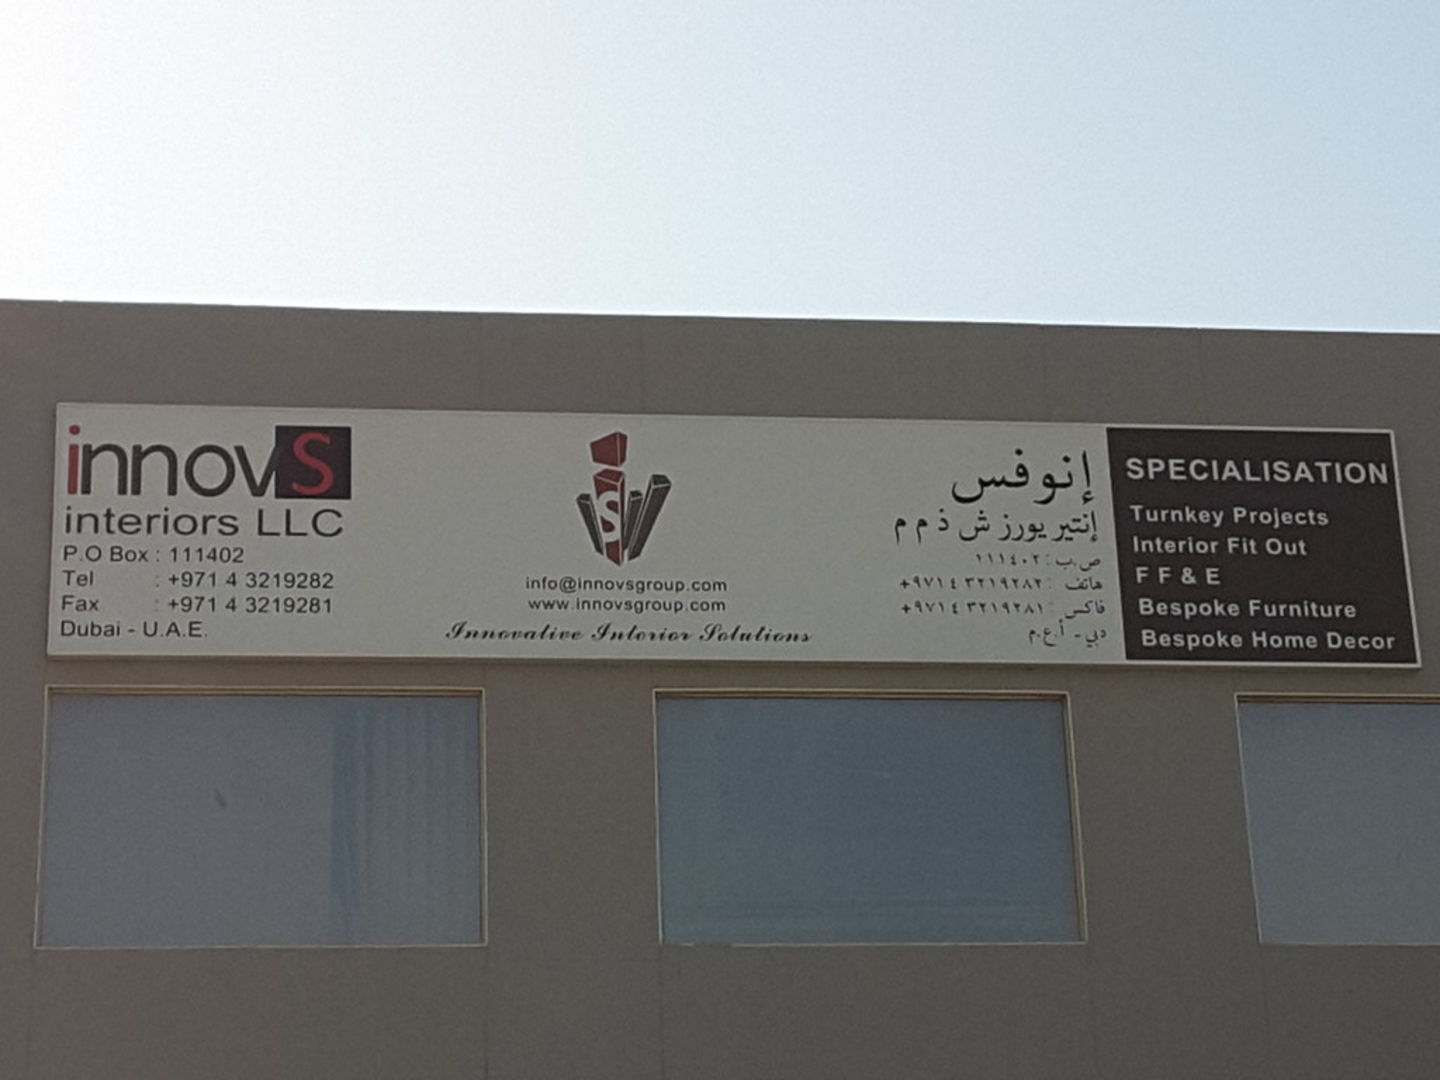 innovS
interiors LLC
P.O Box : 111402
Tel : +971 4 3219282
Fax : +971 4 3219281
Dubai - U.A.E.
S
info@innovsgroup.com
www.innovsgroup.com
Innovative Interior Solutions
إنوفس
إنتيريورز ش ذ م م
ص.ب : ١١١٤٠٢
هاتف : ٣٢١٩٢٨٢ ٤ ٩٧١+
فاكس : ٣٢١٩٢٨١ ٤ ٩٧١+
دبي - أ.ع.م
SPECIALISATION
Turnkey Projects
Interior Fit Out
F F & E
Bespoke Furniture
Bespoke Home Decor